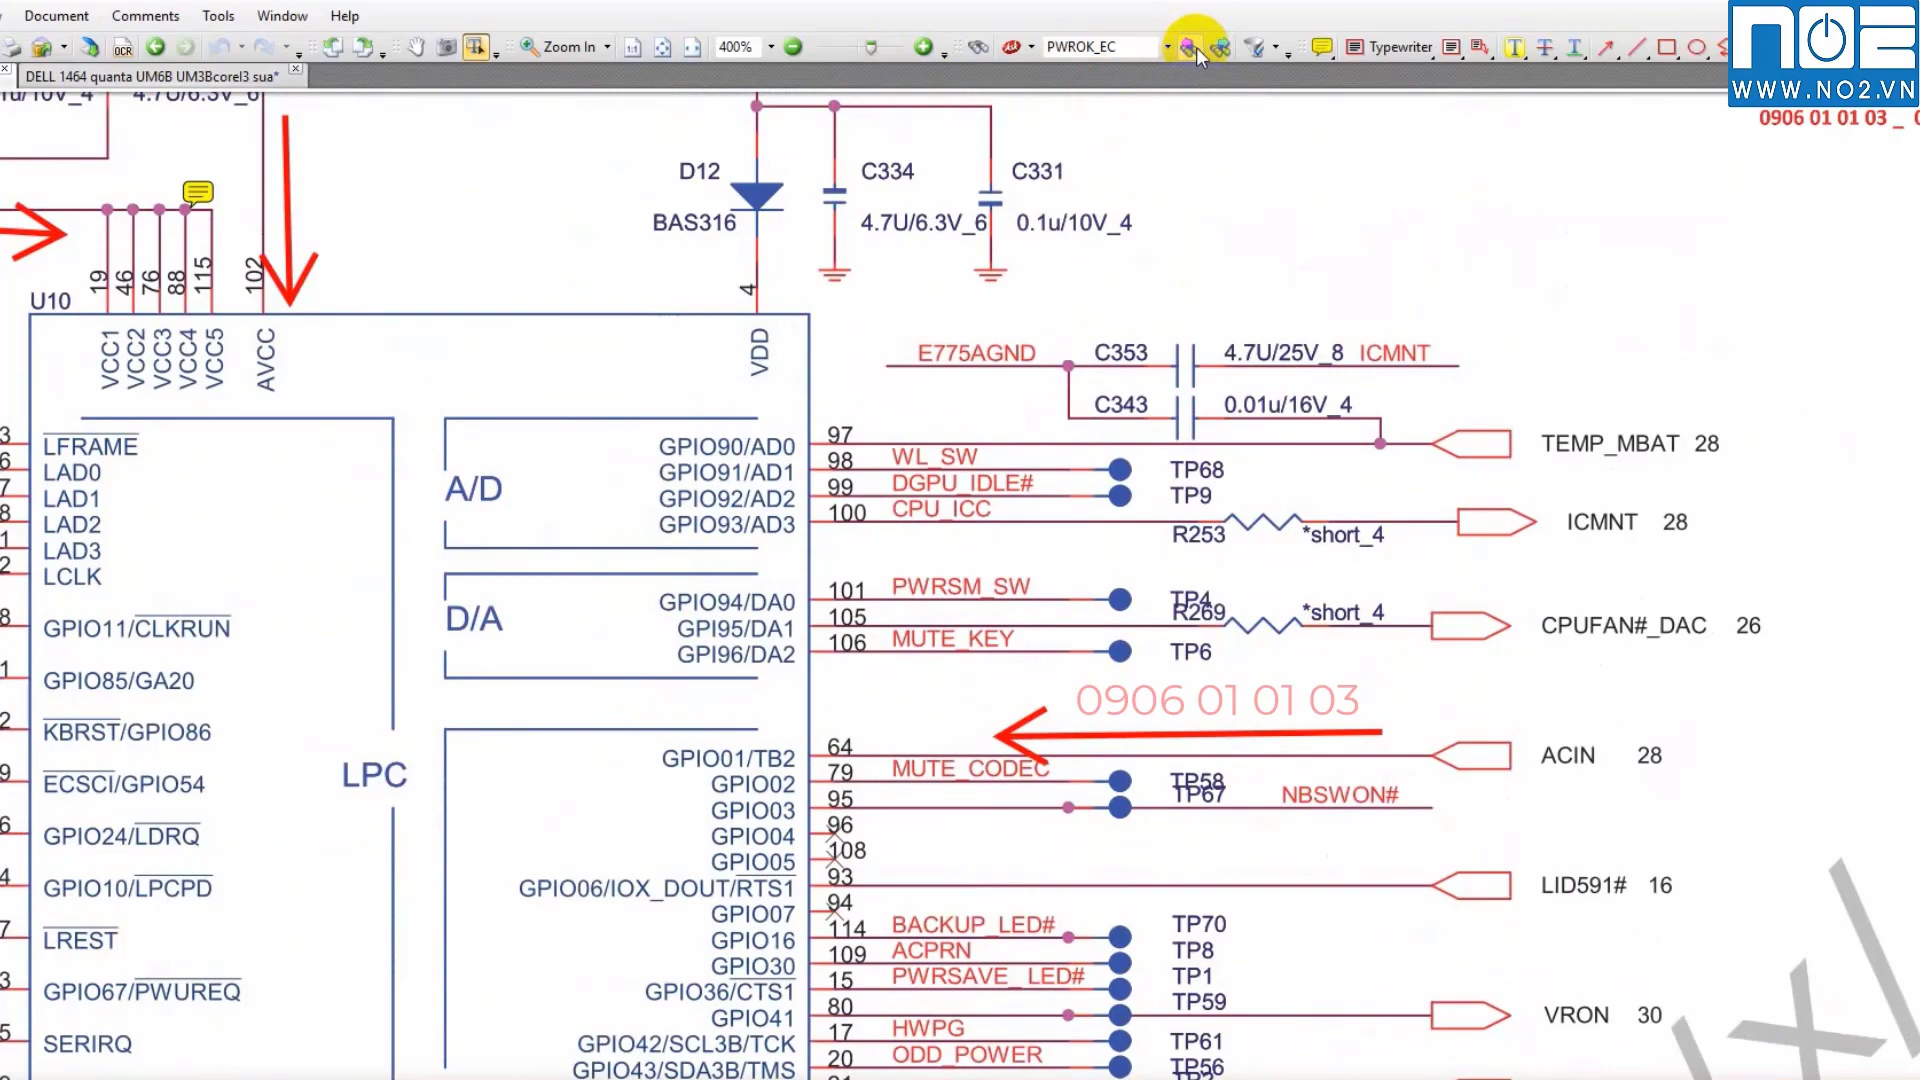 Document Comments Tools Window Help
OCR Zoom In 400% PWROK_EC Typewriter
NO2
WWW.NO2.VN
DELL 1464 quanta UM6B UM3Bcorel3 sua*
0906 01 01 03 _
4.7U/6.3V_6
D12
BAS316
C334
4.7U/6.3V_6
C331
0.1u/10V_4
19
46
76
88
115
102
4
U10
VCC1
VCC2
VCC3
VCC4
VCC5
AVCC
VDD
E775AGND C353 4.7U/25V_8 ICMNT
C343 0.01u/16V_4
LFRAME
LAD0
LAD1
LAD2
LAD3
LCLK
GPIO11/CLKRUN
GPIO85/GA20
KBRST/GPIO86
ECSCI/GPIO54
GPIO24/LDRQ
GPIO10/LPCPD
LREST
GPIO67/PWUREQ
SERIRQ
LPC
A/D
D/A
GPIO90/AD0 97 TEMP_MBAT 28
GPIO91/AD1 98 WL_SW TP68
GPIO92/AD2 99 DGPU_IDLE# TP9
GPIO93/AD3 100 CPU_ICC R253 *short_4 ICMNT 28
GPIO94/DA0 101 PWRSM_SW TP4
GPI95/DA1 105 R269 *short_4 CPUFAN#_DAC 26
GPI96/DA2 106 MUTE_KEY TP6
0906 01 01 03
GPIO01/TB2 64 ACIN 28
GPIO02 79 MUTE_CODEC TP58
GPIO03 95 TP67 NBSWON#
GPIO04 96
GPIO05 108
GPIO06/IOX_DOUT/RTS1 93 LID591# 16
GPIO07 94
GPIO16 114 BACKUP_LED# TP70
GPIO30 109 ACPRN TP8
GPIO36/CTS1 15 PWRSAVE_LED# TP1
GPIO41 80 TP59 VRON 30
GPIO42/SCL3B/TCK 17 HWPG TP61
GPIO43/SDA3B/TMS 20 ODD_POWER TP56